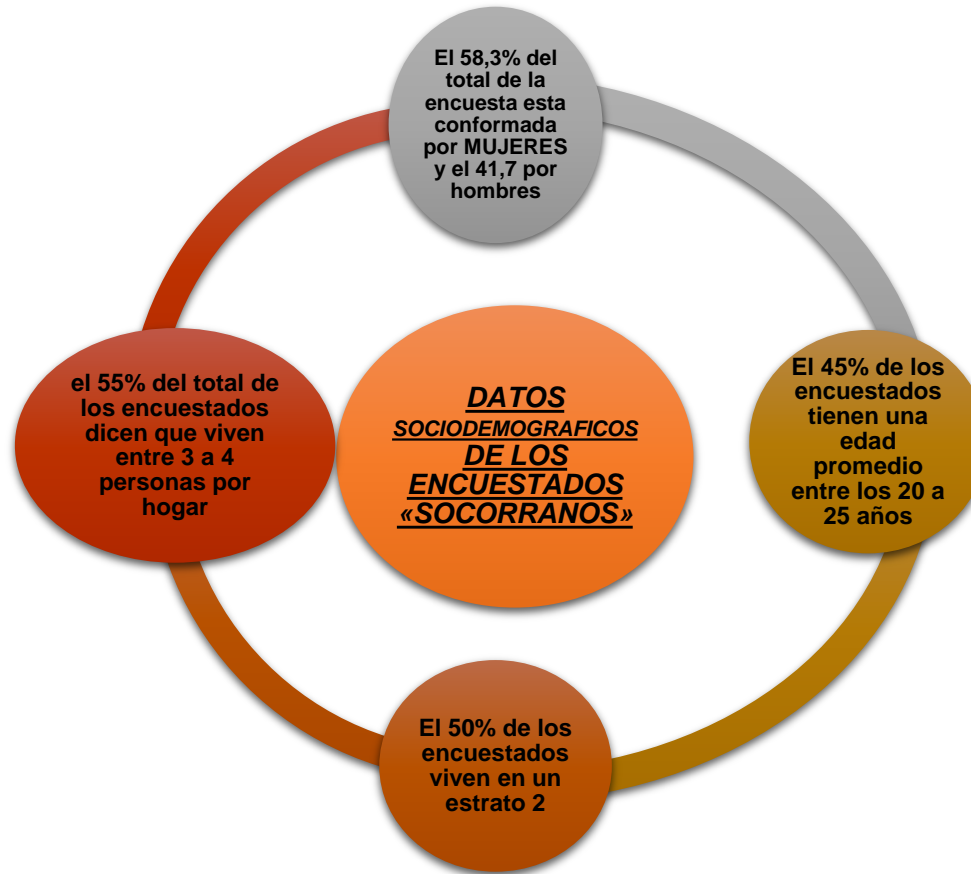 El 58,3% del
total de la
encuesta esta
conformada
por MUJERES
y el 41,7 por
hombres
El 45% de los
encuestados
tienen una
edad
promedio
entre los 20 a
25 años
El 50% de los
encuestados
viven en un
estrato 2
el 55% del total de
los encuestados
dicen que viven
entre 3 a 4
personas por
hogar
DATOS
SOCIODEMOGRAFICOS
DE LOS
ENCUESTADOS
«SOCORRANOS»